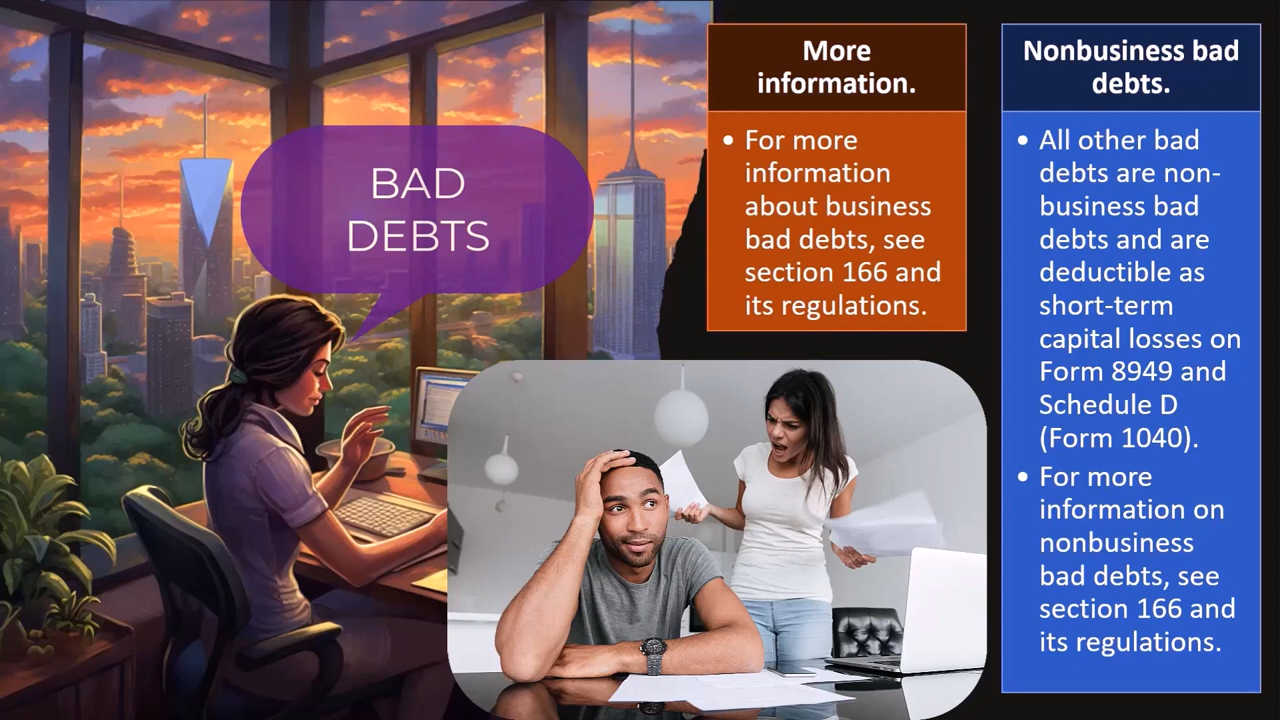 BAD
DEBTS
More
information.
• For more
information
about business
bad debts, see
section 166 and
its regulations.
Nonbusiness bad
debts.
• All other bad
debts are non-
business bad
debts and are
deductible as
short-term
capital losses on
Form 8949 and
Schedule D
(Form 1040).
• For more
information on
nonbusiness
bad debts, see
section 166 and
its regulations.